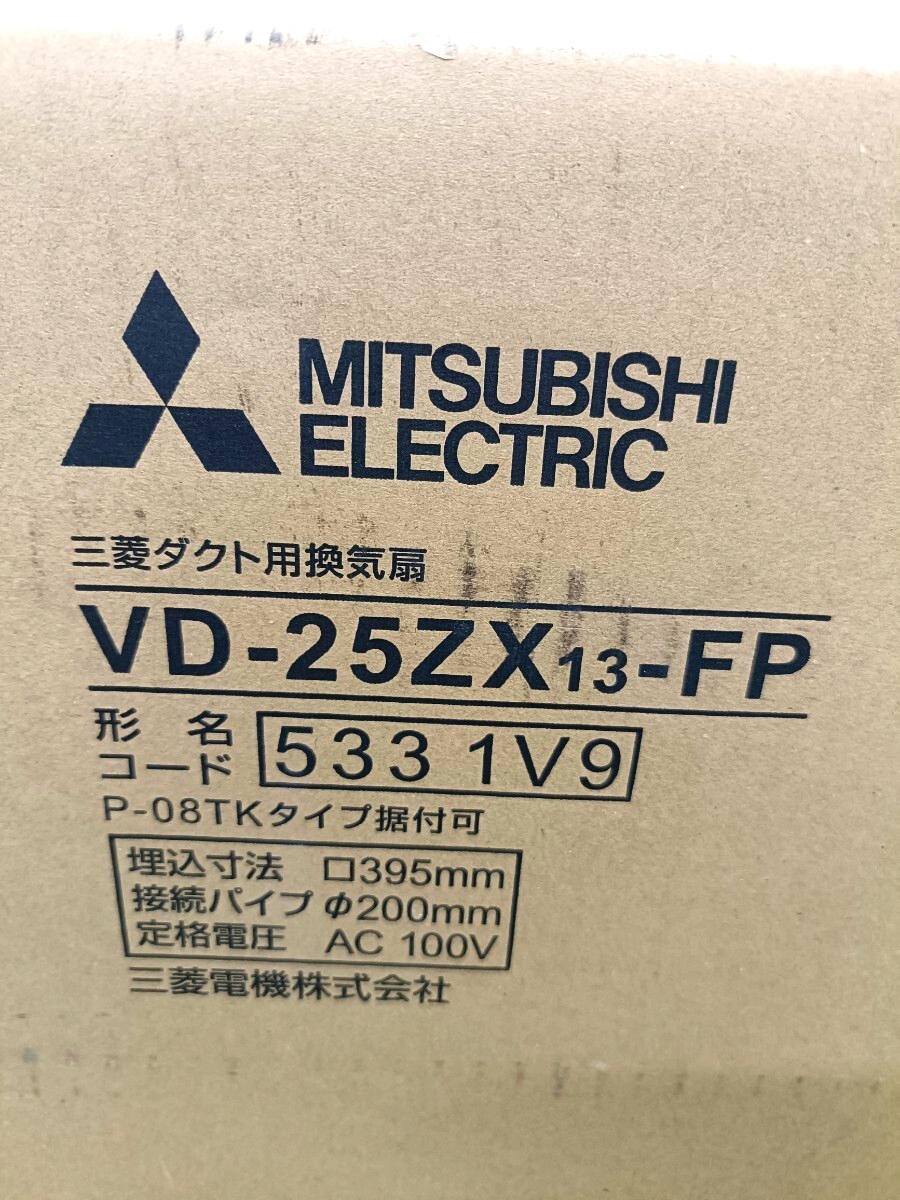 MITSUBISHI
ELECTRIC
三菱ダクト用換気扇
VD-25ZX13-FP
形名
コード 533 1V9
P-08TKタイプ据付可
埋込寸法 □395mm
接続パイプ φ200mm
定格電圧 AC 100V
三菱電機株式会社